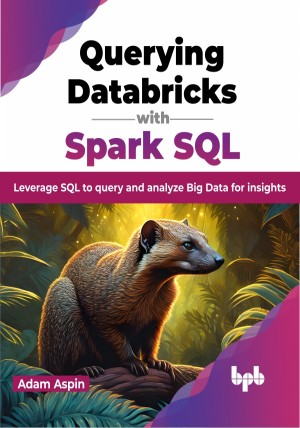 Querying
Databricks
with
Spark SQL
Leverage SQL to query and analyze Big Data for insights
Adam Aspin
bpb